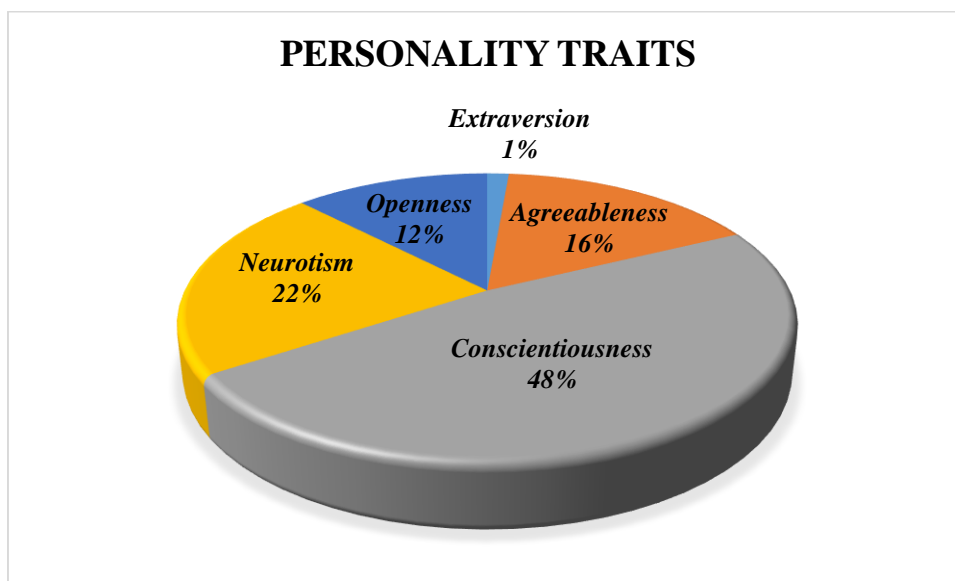 PERSONALITY TRAITS
Extraversion
1%
Openness
12%
Agreeableness
16%
Neurotism
22%
Conscientiousness
48%